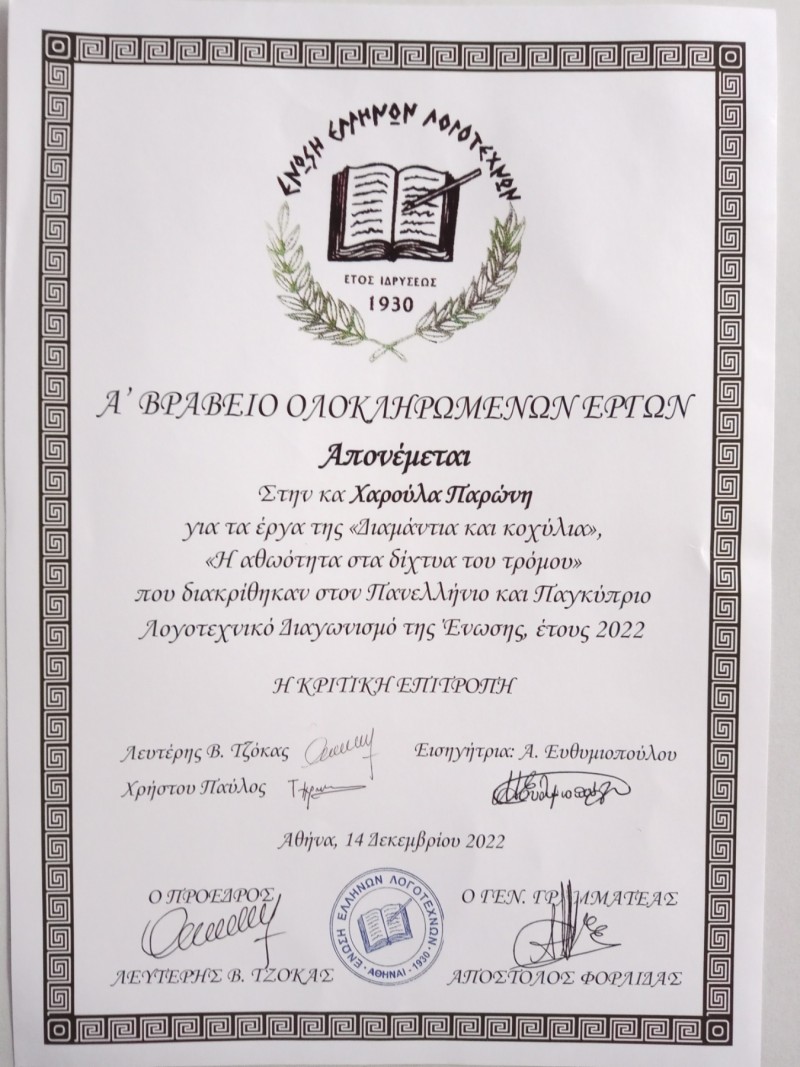 ΕΝΩΣΗ ΕΛΛΗΝΩΝ ΛΟΓΟΤΕΧΝΩΝ
ΕΤΟΣ ΙΔΡΥΣΕΩΣ
1930
Α' ΒΡΑΒΕΙΟ ΟΛΟΚΛΗΡΩΜΕΝΩΝ ΕΡΓΩΝ
Απονέμεται
Στην κα Χαρούλα Παρώνη
για τα έργα της «Διαμάντια και κοχύλια»,
«Η αθωότητα στα δίχτυα του τρόμου»
που διακρίθηκαν στον Πανελλήνιο και Παγκύπριο
Λογοτεχνικό Διαγωνισμό της Ένωσης, έτους 2022
Η ΚΡΙΤΙΚΗ ΕΠΙΤΡΟΠΗ
Λευτέρης Β. Τζόκας Εισηγήτρια: Α. Ευθυμιοπούλου
Χρήστου Παύλος
Αθήνα, 14 Δεκεμβρίου 2022
Ο ΠΡΟΕΔΡΟΣ Ο ΓΕΝ. ΓΡΑΜΜΑΤΕΑΣ
ΕΝΩΣΗ ΕΛΛΗΝΩΝ ΛΟΓΟΤΕΧΝΩΝ
ΑΘΗΝΑΙ - 1930
ΛΕΥΤΕΡΗΣ Β. ΤΖΟΚΑΣ ΑΠΟΣΤΟΛΟΣ ΦΟΡΛΙΔΑΣ